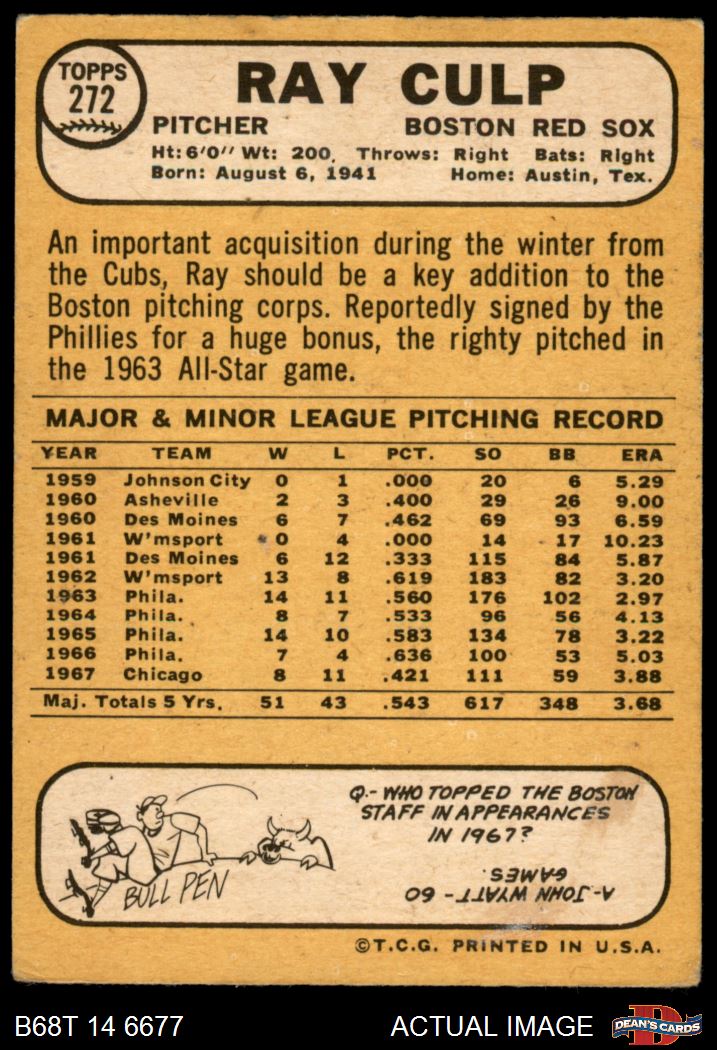 TOPPS
272
RAY CULP
PITCHER BOSTON RED SOX
Ht: 6'0" Wt: 200. Throws: Right Bats: Right
Born: August 6, 1941 Home: Austin, Tex.
An important acquisition during the winter from
the Cubs, Ray should be a key addition to the
Boston pitching corps. Reportedly signed by the
Phillies for a huge bonus, the righty pitched in
the 1963 All-Star game.
MAJOR & MINOR LEAGUE PITCHING RECORD
YEAR TEAM W L PCT. SO BB ERA
1959 Johnson City 0 1 .000 20 6 5.29
1960 Asheville 2 3 .400 29 26 9.00
1960 Des Moines 6 7 .462 69 93 6.59
1961 W'msport 0 4 .000 14 17 10.23
1961 Des Moines 6 12 .333 115 84 5.87
1962 W'msport 13 8 .619 183 82 3.20
1963 Phila. 14 11 .560 176 102 2.97
1964 Phila. 8 7 .533 96 56 4.13
1965 Phila. 14 10 .583 134 78 3.22
1966 Phila. 7 4 .636 100 53 5.03
1967 Chicago 8 11 .421 111 59 3.88
Maj. Totals 5 Yrs. 51 43 .543 617 348 3.68
Q.- WHO TOPPED THE BOSTON
STAFF IN APPEARANCES
IN 1967?
A-JOHN WYATT - 60
GAMES.
BULL PEN
©T.C.G. PRINTED IN U.S.A.
B68T 14 6677 ACTUAL IMAGE
D
DEAN'S CARDS